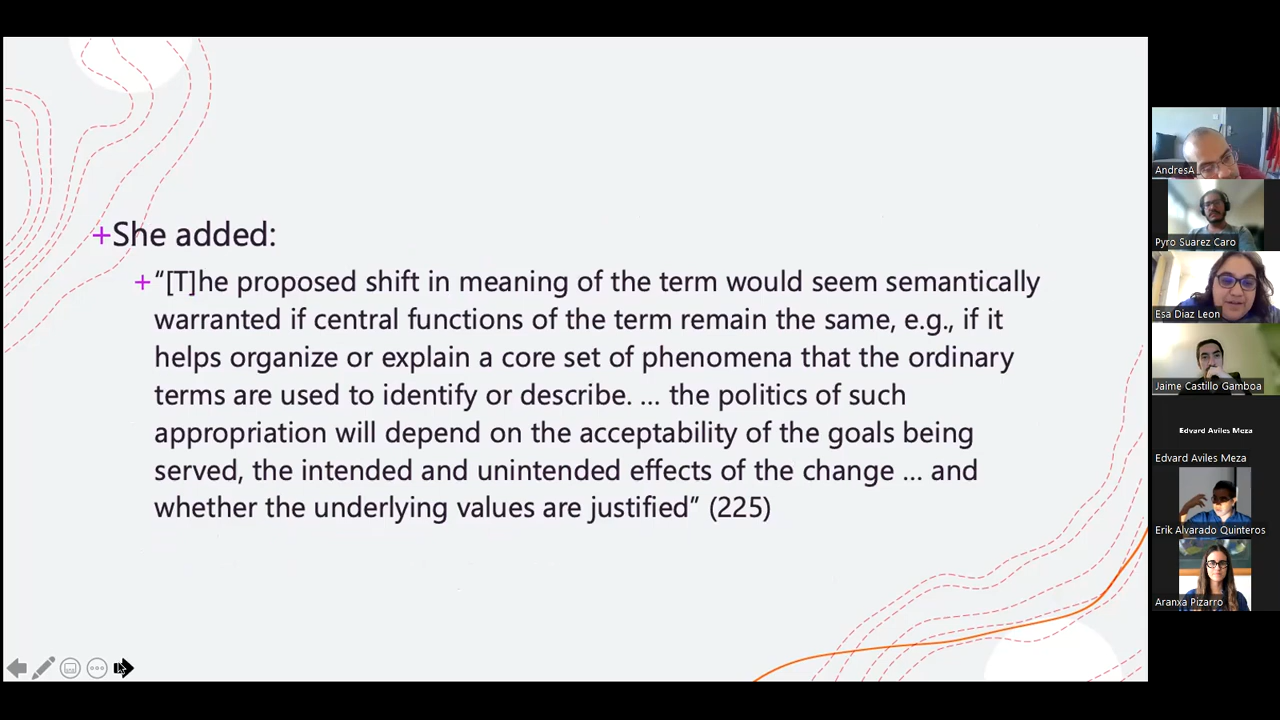 +She added:
+"[T]he proposed shift in meaning of the term would seem semantically
warranted if central functions of the term remain the same, e.g., if it
helps organize or explain a core set of phenomena that the ordinary
terms are used to identify or describe. ... the politics of such
appropriation will depend on the acceptability of the goals being
served, the intended and unintended effects of the change ... and
whether the underlying values are justified" (225)
AndresA
Pyro Suarez Caro
Esa Diaz Leon
Jaime Castillo Gamboa
Edvard Aviles Meza
Edvard Aviles Meza
Erik Alvarado Quinteros
Aranxa Pizarro